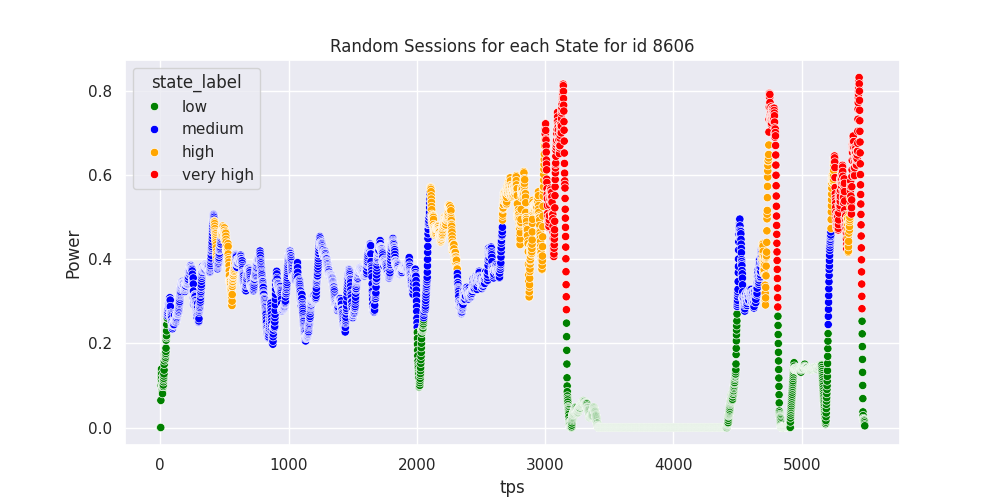 Random Sessions for each State for id 8606
state_label
low
medium
high
very high
Power
0.8
0.6
0.4
0.2
0.0
0 1000 2000 3000 4000 5000
tps